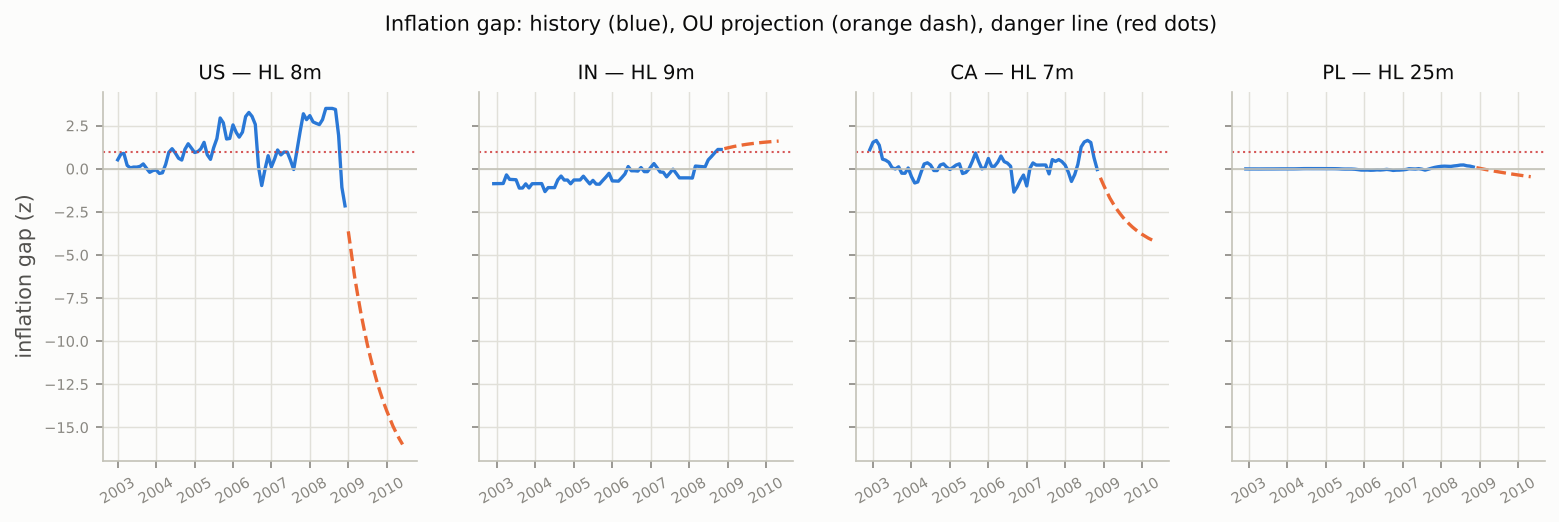 Inflation gap: history (blue), OU projection (orange dash), danger line (red dots)
US — HL 8m
IN — HL 9m
CA — HL 7m
PL — HL 25m
inflation gap (z)
2.5
0.0
−2.5
−5.0
−7.5
−10.0
−12.5
−15.0
2003 2004 2005 2006 2007 2008 2009 2010
2003 2004 2005 2006 2007 2008 2009 2010
2003 2004 2005 2006 2007 2008 2009 2010
2003 2004 2005 2006 2007 2008 2009 2010